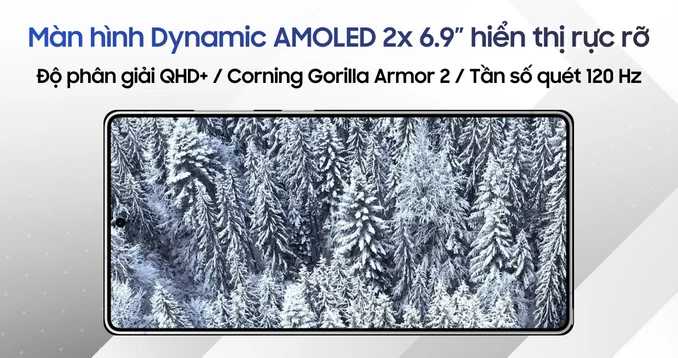 Màn hình Dynamic AMOLED 2x 6.9” hiển thị rực rỡ
Độ phân giải QHD+ / Corning Gorilla Armor 2 / Tần số quét 120 Hz